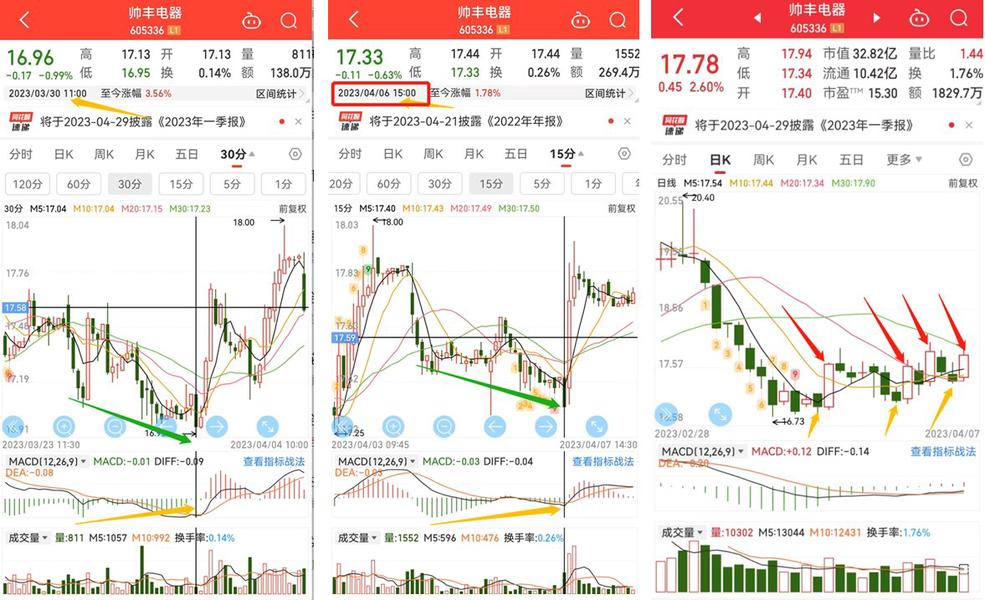 帅丰电器
605336 L1
16.96
-0.17 -0.99%
高 17.13 开 17.13 量 811
低 16.95 换 0.14% 额 138.0万
2023/03/30 11:00 至今涨幅 3.56% 区间统计
同花顺 速递 将于2023-04-29披露《2023年一季报》
分时 日K 周K 月K 五日 30分
120分 60分 30分 15分 5分 1分
30分 M5:17.04 M10:17.04 M20:17.15 M30:17.23 前复权
18.04
18.00
17.76
17.58
17.48
17.19
16.91
2023/03/23 11:30 2023/04/04 10:00
MACD(12,26,9) MACD:-0.01 DIFF:-0.09 查看指标战法
DEA:-0.08
成交量 量:811 M5:1057 M10:992 换手率:0.14%
帅丰电器
605336 L1
17.33
-0.11 -0.63%
高 17.44 开 17.44 量 1552
低 17.33 换 0.26% 额 269.4万
2023/04/06 15:00 至今涨幅 1.78% 区间统计
同花顺 速递 将于2023-04-21披露《2022年年报》
分时 日K 周K 月K 五日 15分
20分 60分 30分 15分 5分 1分
15分 M5:17.40 M10:17.43 M20:17.49 M30:17.50 前复权
18.03
18.00
17.83
17.59
17.25
2023/04/03 09:45 2023/04/07 14:30
MACD(12,26,9) MACD:-0.03 DIFF:-0.04 查看指标战法
DEA:-0.03
成交量 量:1552 M5:596 M10:476 换手率:0.26%
帅丰电器
605336 L1
17.78
0.45 2.60%
高 17.94 市值 32.82亿 量比 1.44
低 17.34 流通 10.42亿 换 1.76%
开 17.40 市盈TTM 15.30 额 1829.7万
同花顺 速递 将于2023-04-29披露《2023年一季报》
分时 日K 周K 月K 五日 更多
日线 M5:17.54 M10:17.44 M20:17.34 M30:17.90 前复权
20.55
20.40
18.56
17.57
16.58
16.73
2023/02/28 2023/04/07
MACD(12,26,9) MACD:+0.12 DIFF:-0.14 查看指标战法
DEA:-0.20
成交量 量:10302 M5:13044 M10:12431 换手率:1.76%